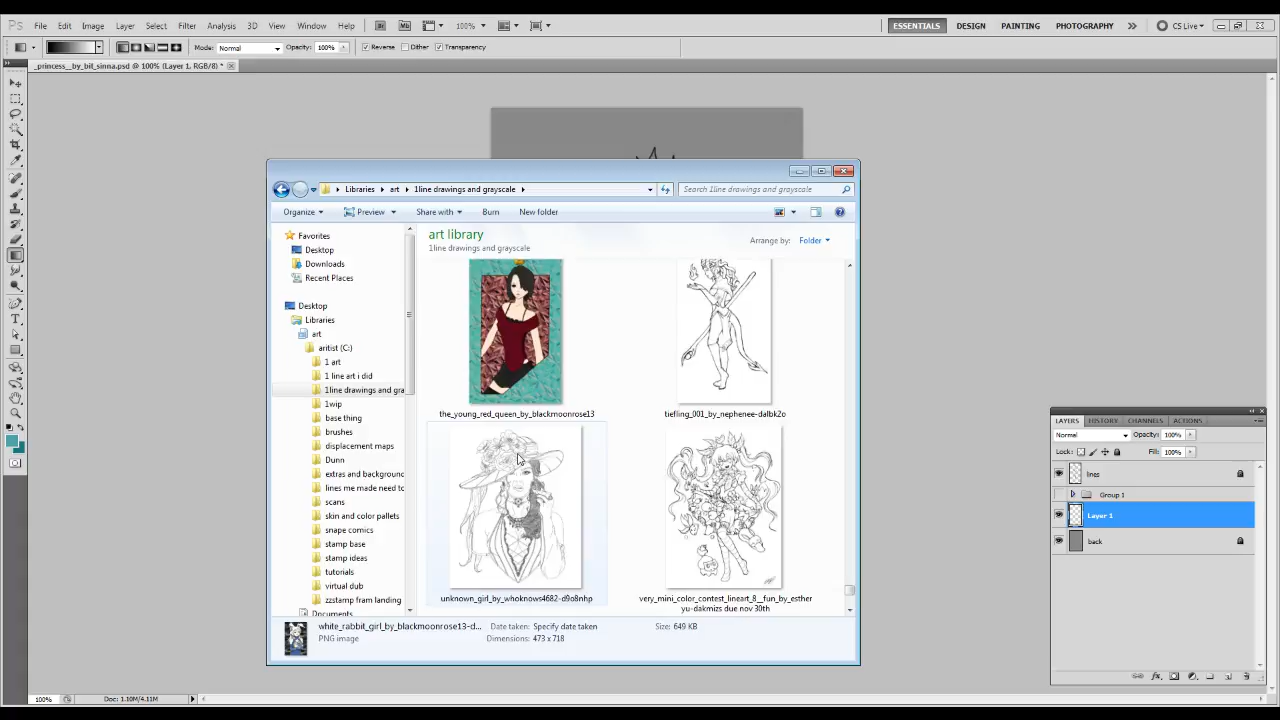 Ps File Edit Image Layer Select Filter Analysis 3D View Window Help Br Mb 100% ESSENTIALS DESIGN PAINTING PHOTOGRAPHY CS Live
Mode: Normal Opacity: 100% Reverse Dither Transparency
_princess__by_bit_sinna.psd @ 100% (Layer 1, RGB/8) *
Libraries art 1line drawings and grayscale Search 1line drawings and grayscale
Organize Preview Share with Burn New folder
Favorites
Desktop
Downloads
Recent Places
Desktop
Libraries
art
aritist (C:)
1 art
1 line art i did
1line drawings and gra
1wip
base thing
brushes
displacement maps
Dunn
extras and background
lines me made need to
scans
skin and color pallets
snape comics
stamp base
stamp ideas
tutorials
virtual dub
zzstamp fram landing
Documents
art library
1line drawings and grayscale
Arrange by: Folder
the_young_red_queen_by_blackmoonrose13
tiefling_001_by_nephenee-dalbk2o
unknown_girl_by_whoknows4682-d9o8nhp
very_mini_color_contest_lineart_8__fun_by_esther
yu-dakmizs due nov 30th
white_rabbit_girl_by_blackmoonrose13-d... Date taken: Specify date taken Size: 649 KB
PNG image Dimensions: 473 x 718
LAYERS HISTORY CHANNELS ACTIONS
Normal Opacity: 100%
Lock: Fill: 100%
lines
Group 1
Layer 1
back
100% Doc: 1.10M/4.11M